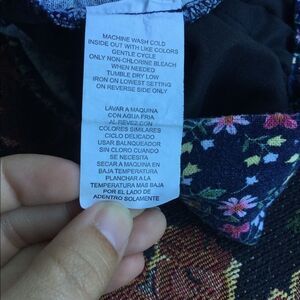 MACHINE WASH COLD
INSIDE OUT WITH LIKE COLORS
GENTLE CYCLE
ONLY NON-CHLORINE BLEACH
WHEN NEEDED
TUMBLE DRY LOW
IRON ON LOWEST SETTING
ON REVERSE SIDE ONLY
LAVAR A MAQUINA
CON AGUA FRIA
AL REVEZ CON
COLORES SIMILARES
CICLO DELICADO
USAR BALNQUEADOR
SIN CLORO CUANDO
SE NECESITA
SECAR A MAQUINA EN
BAJA TEMPERATURA
PLANCHAR A LA
TEMPERATURA MAS BAJA
POR EL LADO DE
ADENTRO SOLAMENTE